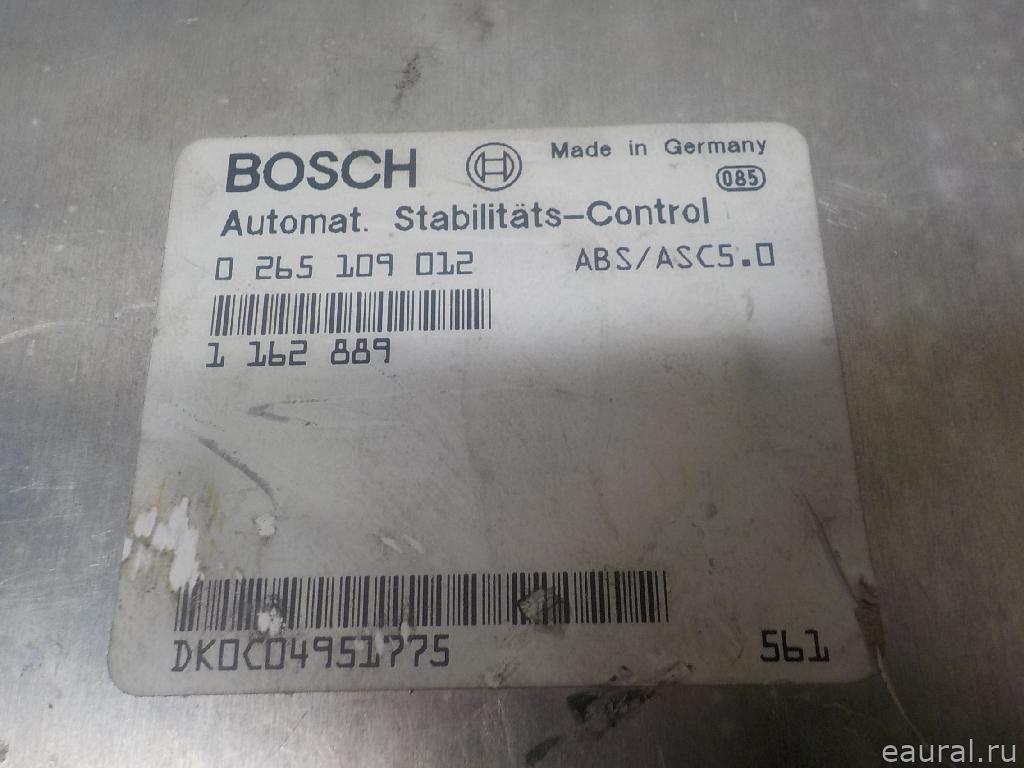 BOSCH Made in Germany
085
Automat. Stabilitäts-Control
0 265 109 012 ABS/ASC5.0
1 162 889
DK0C04951775 561
eaural.ru